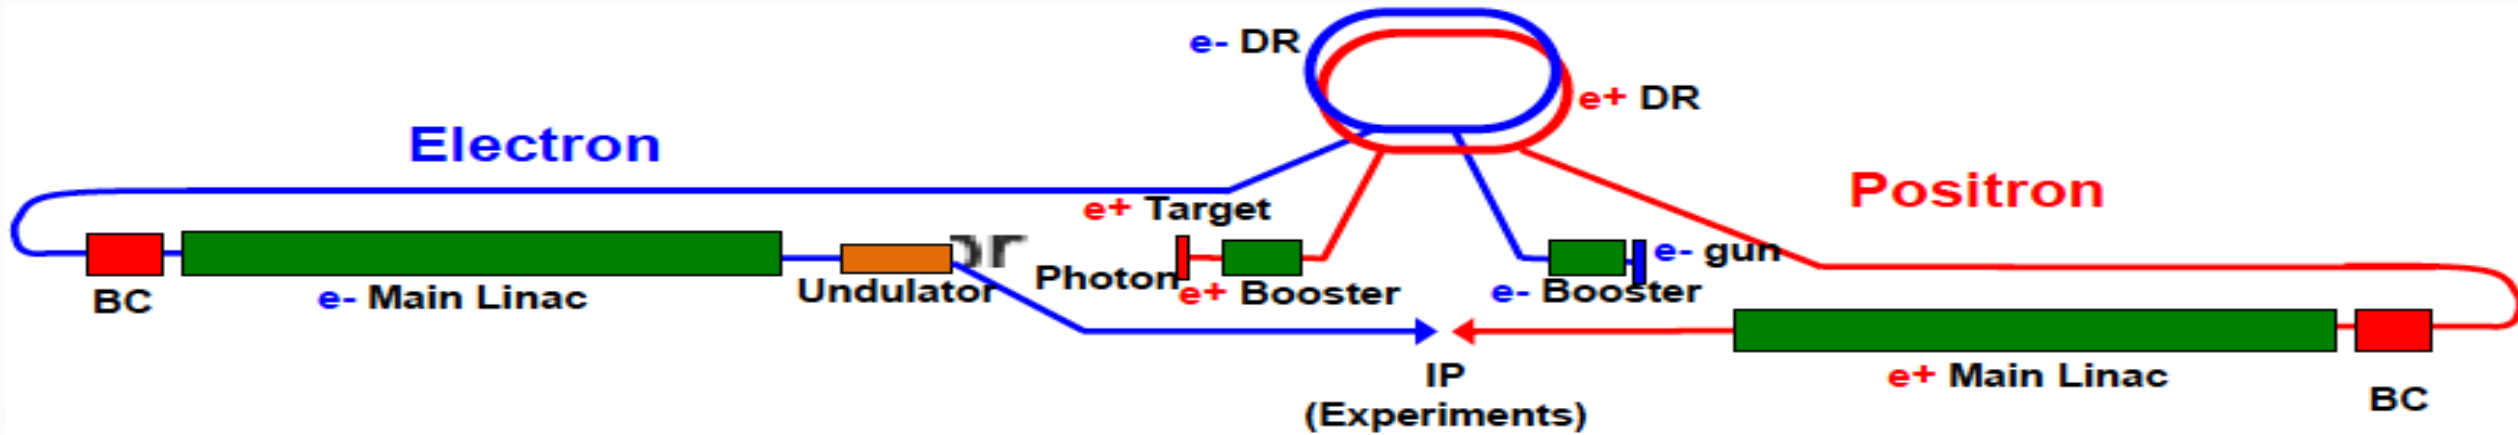 e- DR
e+ DR
Electron
Positron
e+ Target
e- gun
Photon
BC
e- Main Linac
Undulator
e+ Booster
e- Booster
IP
(Experiments)
e+ Main Linac
BC